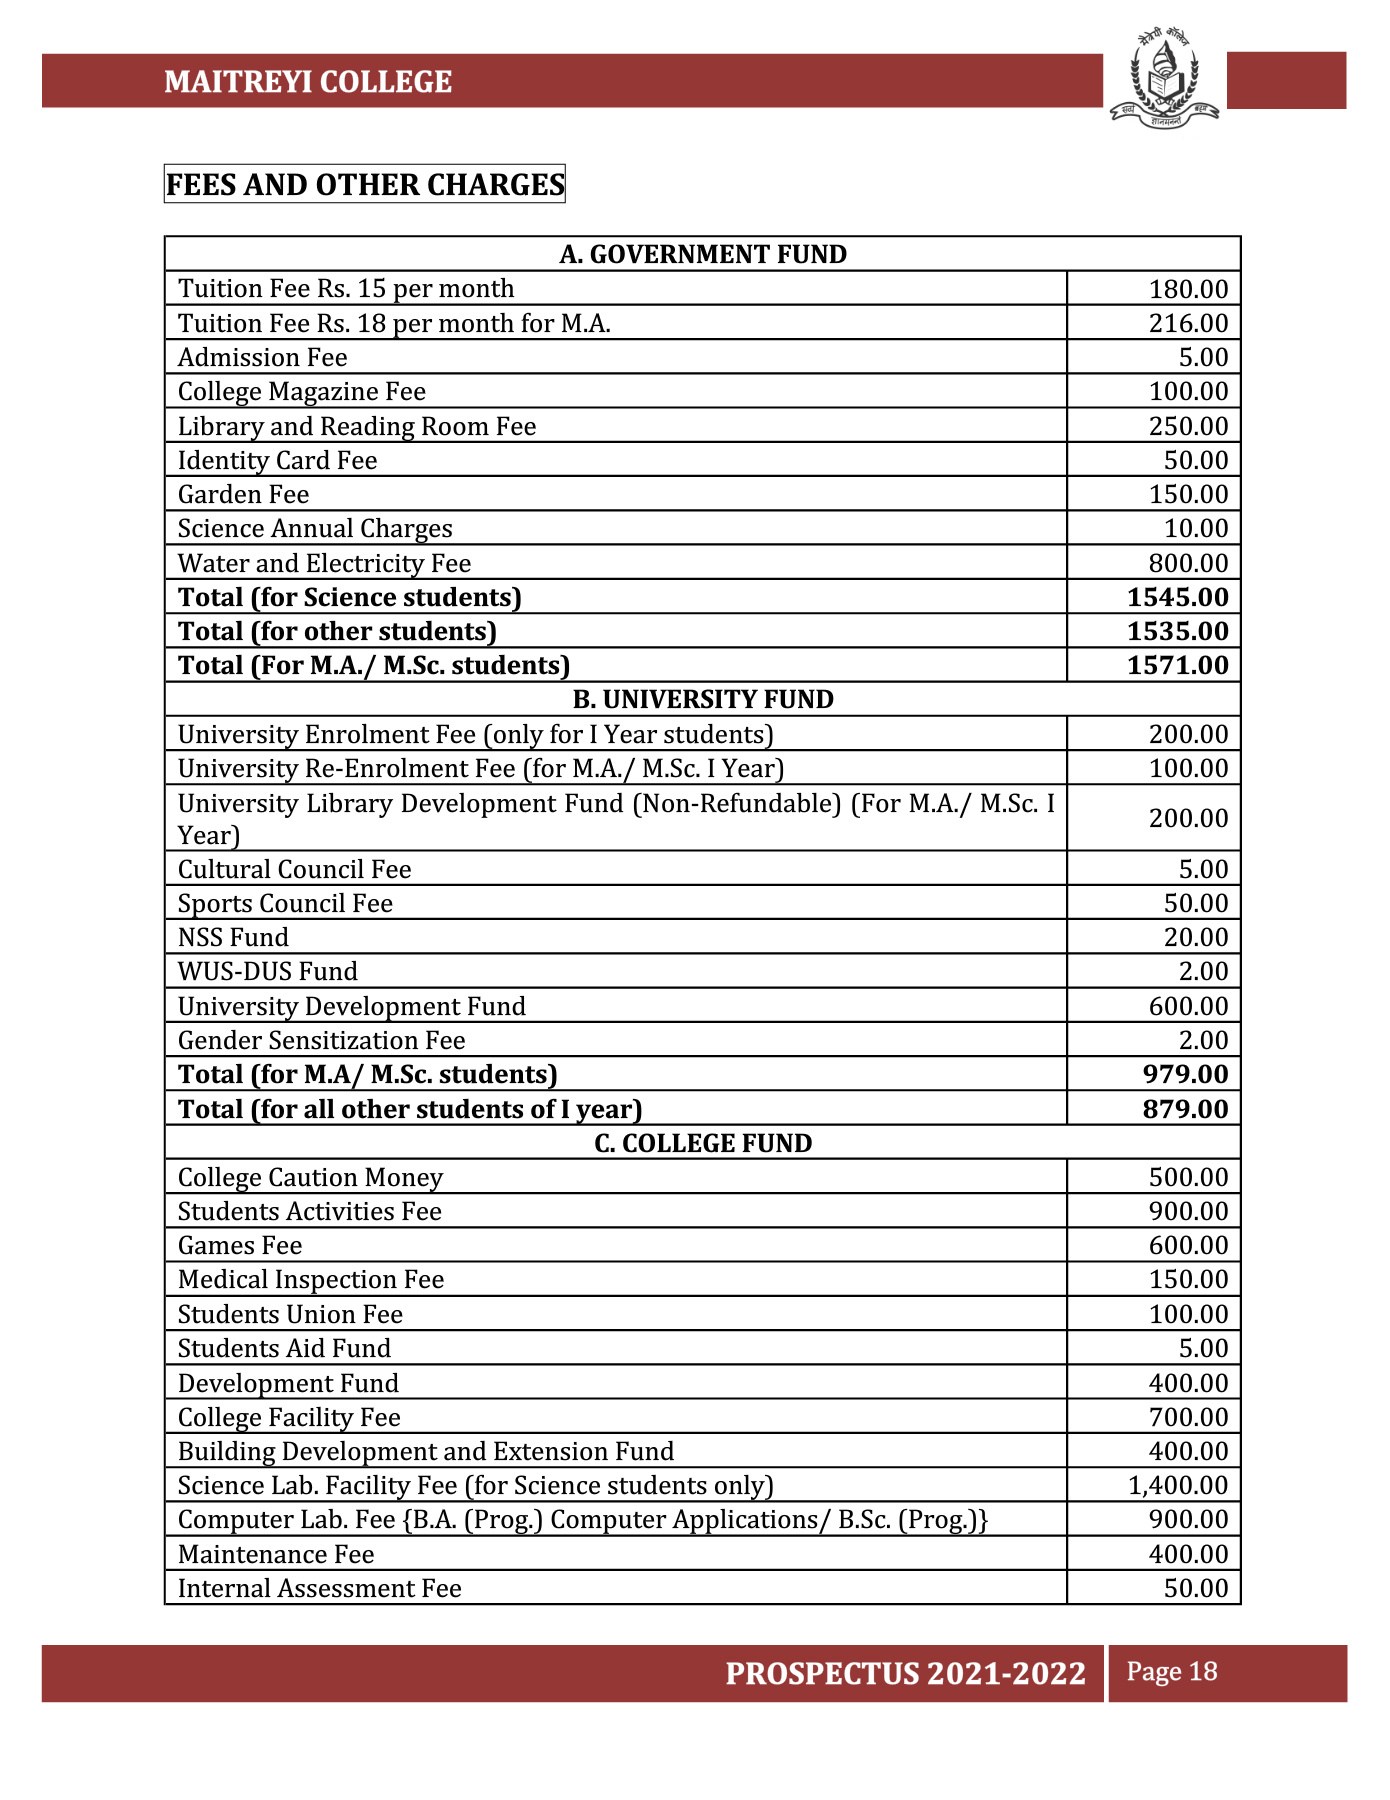 MAITREYI COLLEGE
मैत्रेयी कॉलेज
सत्यं
ज्ञानमनन्तं
ब्रह्म
FEES AND OTHER CHARGES
A. GOVERNMENT FUND
Tuition Fee Rs. 15 per month 180.00
Tuition Fee Rs. 18 per month for M.A. 216.00
Admission Fee 5.00
College Magazine Fee 100.00
Library and Reading Room Fee 250.00
Identity Card Fee 50.00
Garden Fee 150.00
Science Annual Charges 10.00
Water and Electricity Fee 800.00
Total (for Science students) 1545.00
Total (for other students) 1535.00
Total (For M.A./ M.Sc. students) 1571.00
B. UNIVERSITY FUND
University Enrolment Fee (only for I Year students) 200.00
University Re-Enrolment Fee (for M.A./ M.Sc. I Year) 100.00
University Library Development Fund (Non-Refundable) (For M.A./ M.Sc. I
Year) 200.00
Cultural Council Fee 5.00
Sports Council Fee 50.00
NSS Fund 20.00
WUS-DUS Fund 2.00
University Development Fund 600.00
Gender Sensitization Fee 2.00
Total (for M.A/ M.Sc. students) 979.00
Total (for all other students of I year) 879.00
C. COLLEGE FUND
College Caution Money 500.00
Students Activities Fee 900.00
Games Fee 600.00
Medical Inspection Fee 150.00
Students Union Fee 100.00
Students Aid Fund 5.00
Development Fund 400.00
College Facility Fee 700.00
Building Development and Extension Fund 400.00
Science Lab. Facility Fee (for Science students only) 1,400.00
Computer Lab. Fee {B.A. (Prog.) Computer Applications/ B.Sc. (Prog.)} 900.00
Maintenance Fee 400.00
Internal Assessment Fee 50.00
PROSPECTUS 2021-2022 Page 18